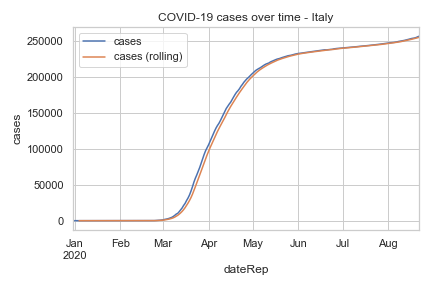 COVID-19 cases over time - Italy
cases
cases (rolling)
250000
200000
150000
100000
50000
0
cases
Jan Feb Mar Apr May Jun Jul Aug
2020
dateRep